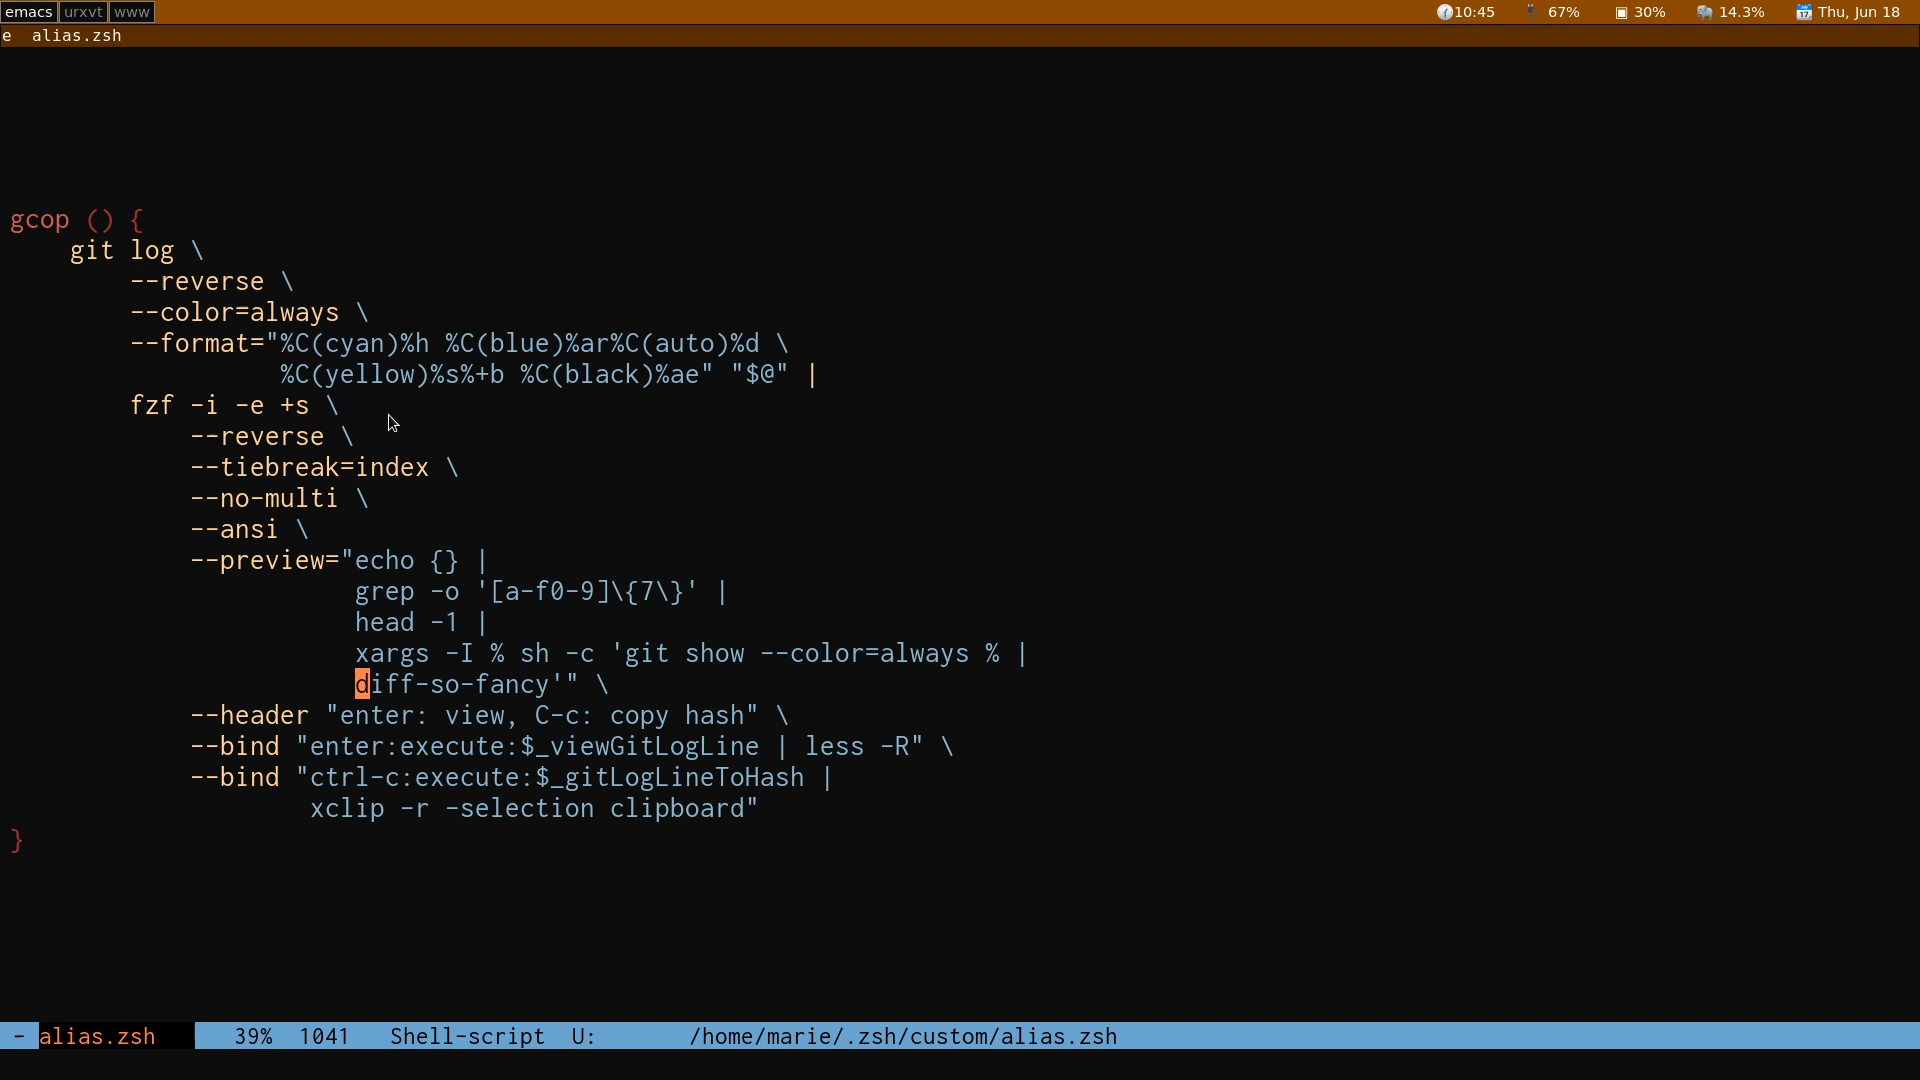 emacs urxvt www 10:45 67% 30% 14.3% Thu, Jun 18
e alias.zsh
gcop () {
    git log \
        --reverse \
        --color=always \
        --format="%C(cyan)%h %C(blue)%ar%C(auto)%d \
                  %C(yellow)%s%+b %C(black)%ae" "$@" |
        fzf -i -e +s \
            --reverse \
            --tiebreak=index \
            --no-multi \
            --ansi \
            --preview="echo {} |
                       grep -o '[a-f0-9]\{7\}' |
                       head -1 |
                       xargs -I % sh -c 'git show --color=always % |
                       diff-so-fancy'" \
            --header "enter: view, C-c: copy hash" \
            --bind "enter:execute:$_viewGitLogLine | less -R" \
            --bind "ctrl-c:execute:$_gitLogLineToHash |
                    xclip -r -selection clipboard"
}
- alias.zsh 39% 1041 Shell-script U: /home/marie/.zsh/custom/alias.zsh